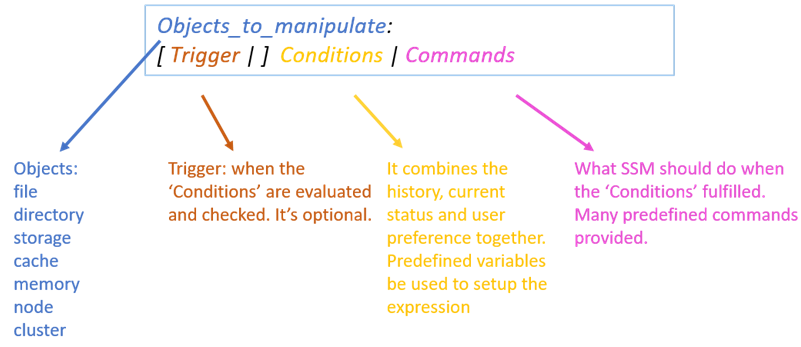 Objects_to_manipulate:
[ Trigger | ] Conditions | Commands
Objects:
file
directory
storage
cache
memory
node
cluster
Trigger: when the
‘Conditions’ are evaluated
and checked. It’s optional.
It combines the
history, current
status and user
preference together.
Predefined variables
be used to setup the
expression
What SSM should do when
the ‘Conditions’ fulfilled.
Many predefined commands
provided.